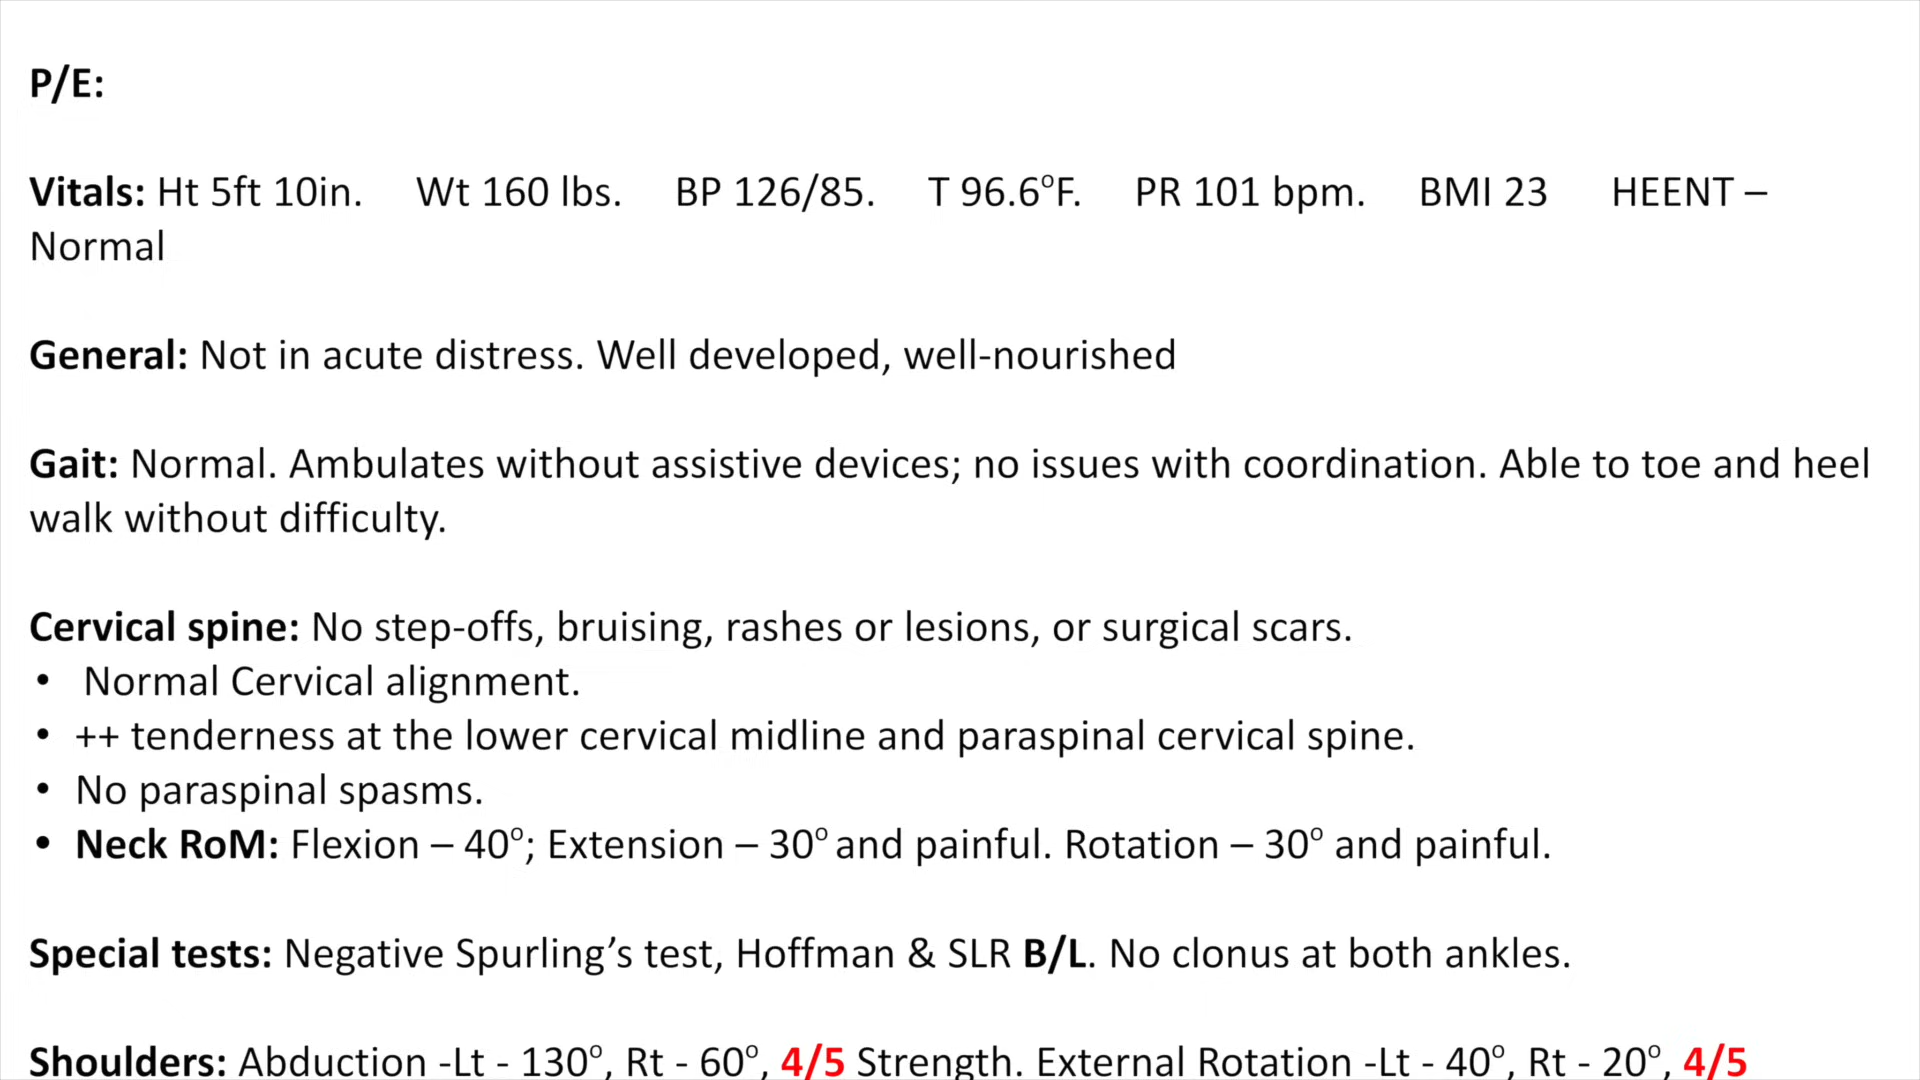 P/E:
Vitals: Ht 5ft 10in. Wt 160 lbs. BP 126/85. T 96.6°F. PR 101 bpm. BMI 23 HEENT –
Normal
General: Not in acute distress. Well developed, well-nourished
Gait: Normal. Ambulates without assistive devices; no issues with coordination. Able to toe and heel
walk without difficulty.
Cervical spine: No step-offs, bruising, rashes or lesions, or surgical scars.
• Normal Cervical alignment.
• ++ tenderness at the lower cervical midline and paraspinal cervical spine.
• No paraspinal spasms.
• Neck RoM: Flexion – 40°; Extension – 30° and painful. Rotation – 30° and painful.
Special tests: Negative Spurling’s test, Hoffman & SLR B/L. No clonus at both ankles.
Shoulders: Abduction -Lt - 130°, Rt - 60°, 4/5 Strength. External Rotation -Lt - 40°, Rt - 20°, 4/5